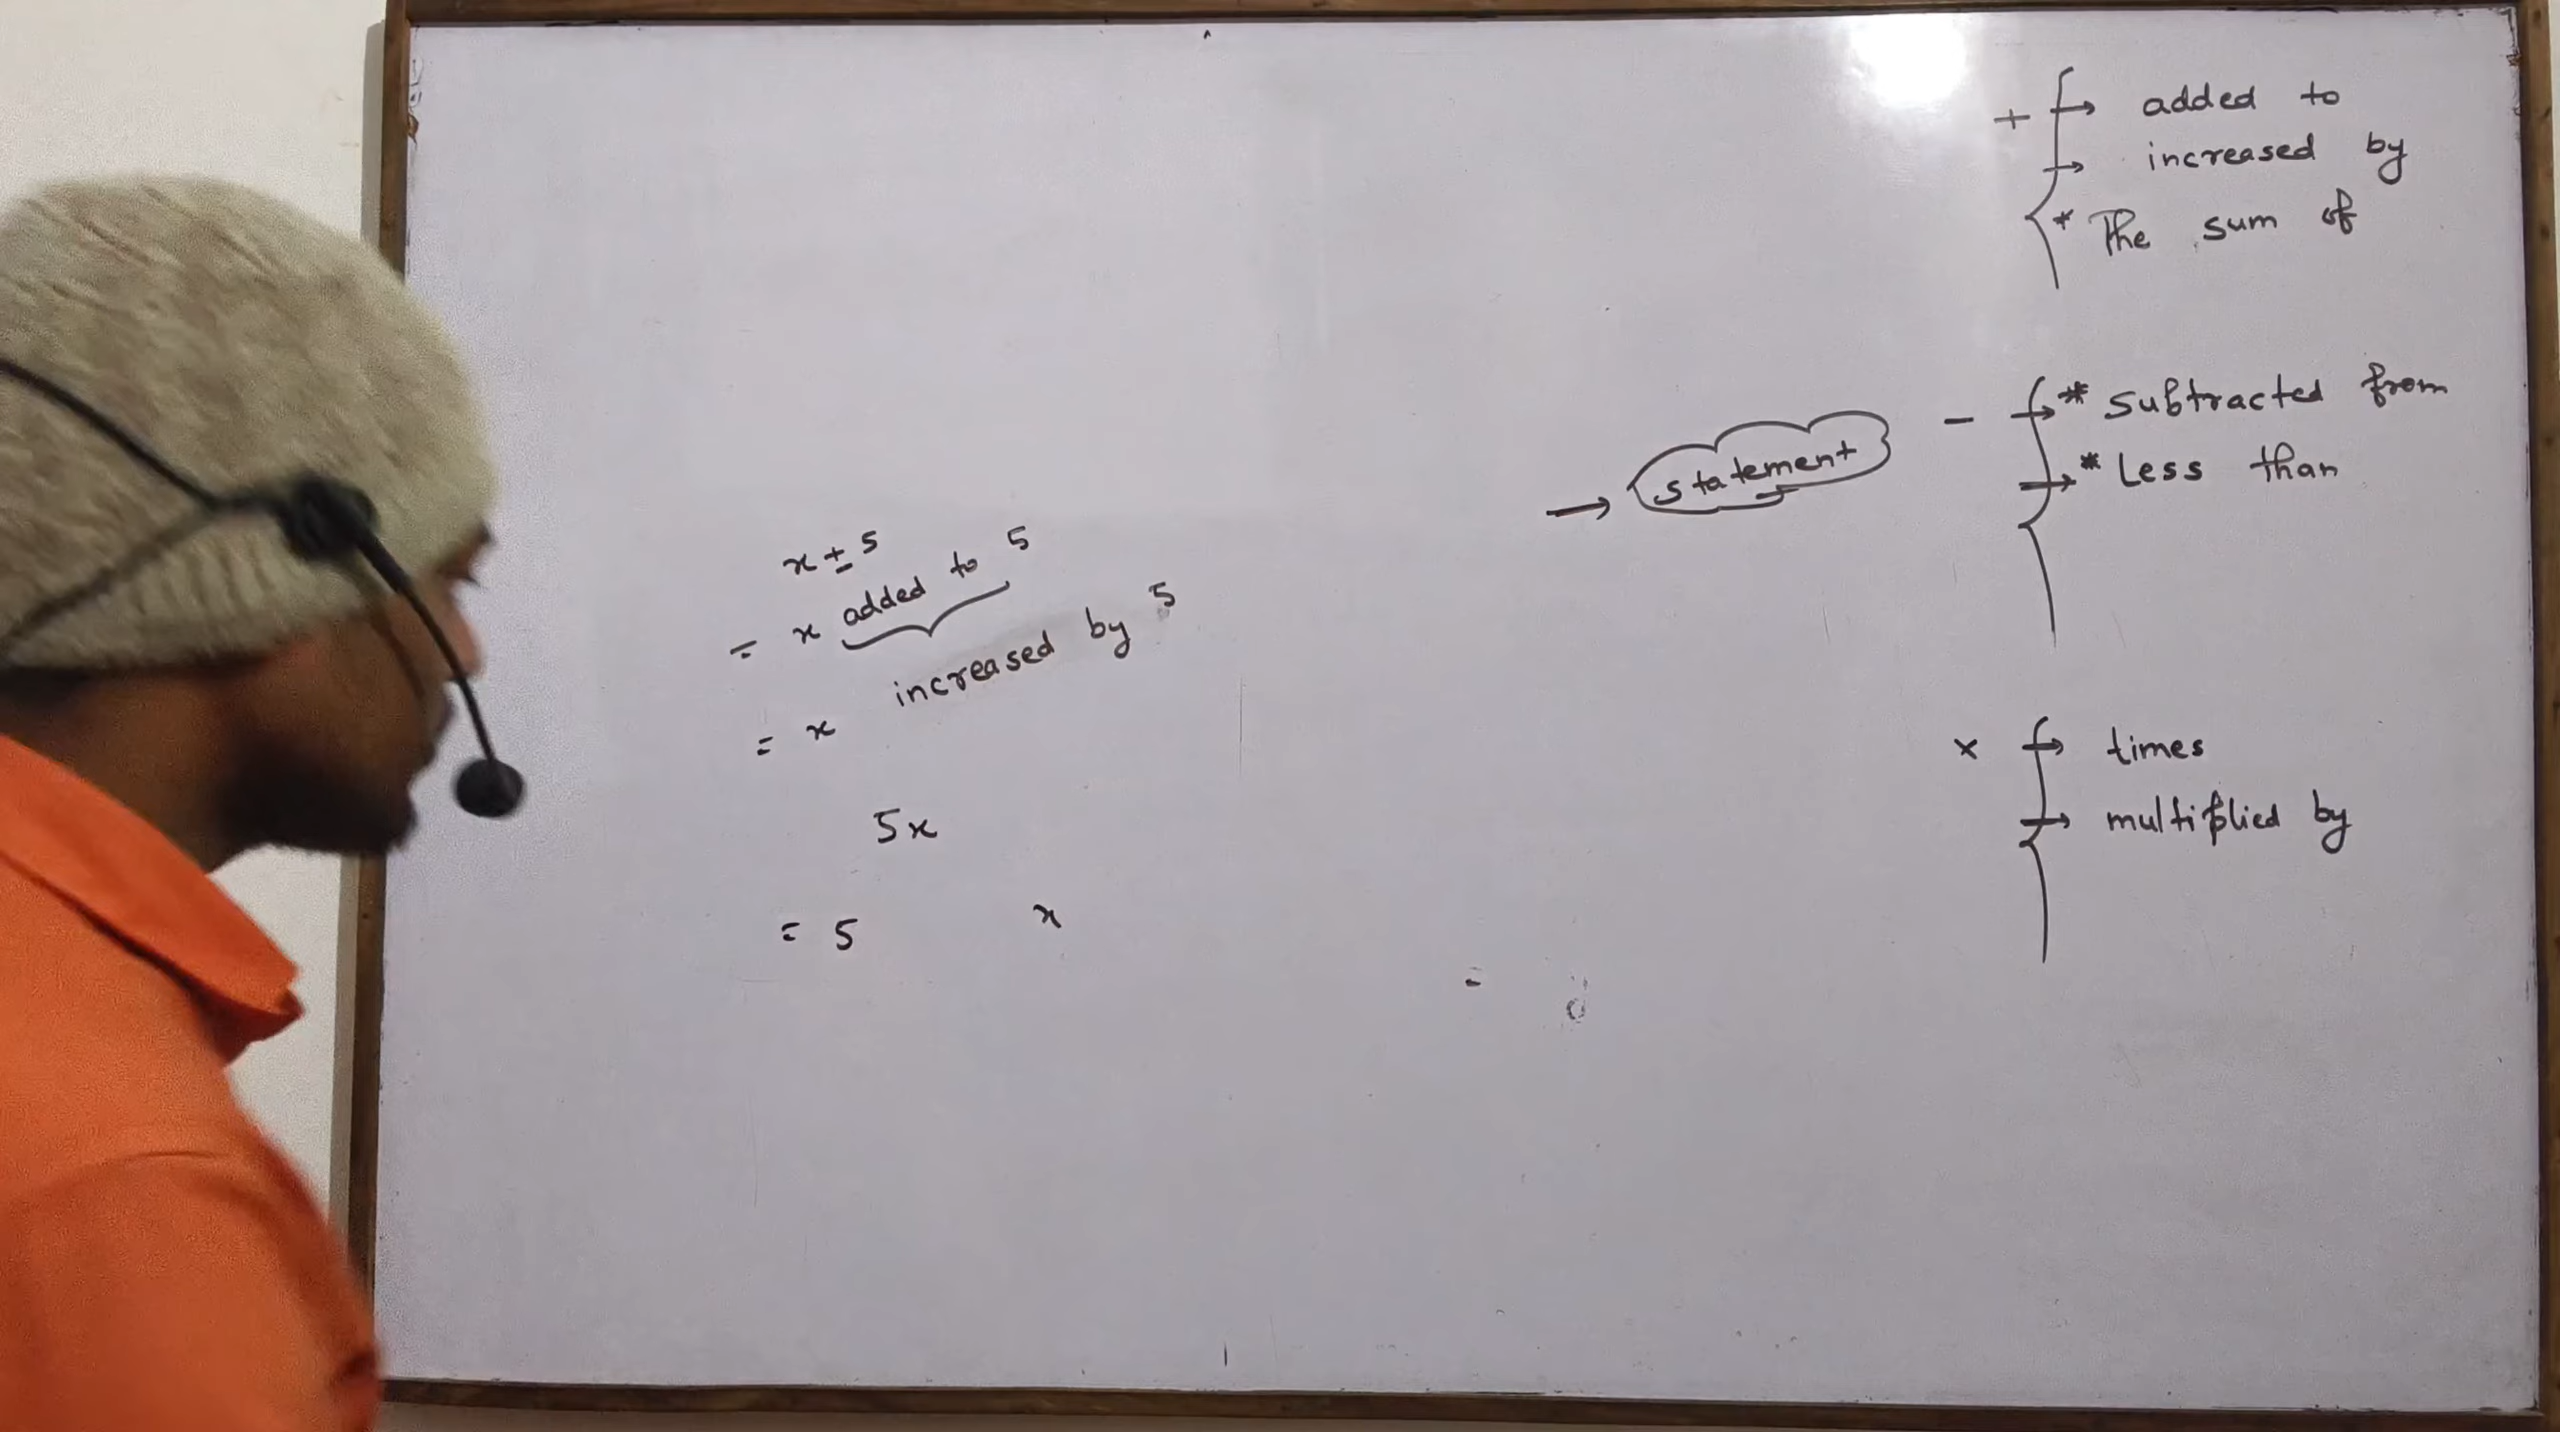 x + 5
= x added to 5
= x increased by 5
5x
= 5 x
→ statement
+ → added to
→ increased by
* The sum of
- → * Subtracted from
→ * Less than
× → times
→ multiplied by